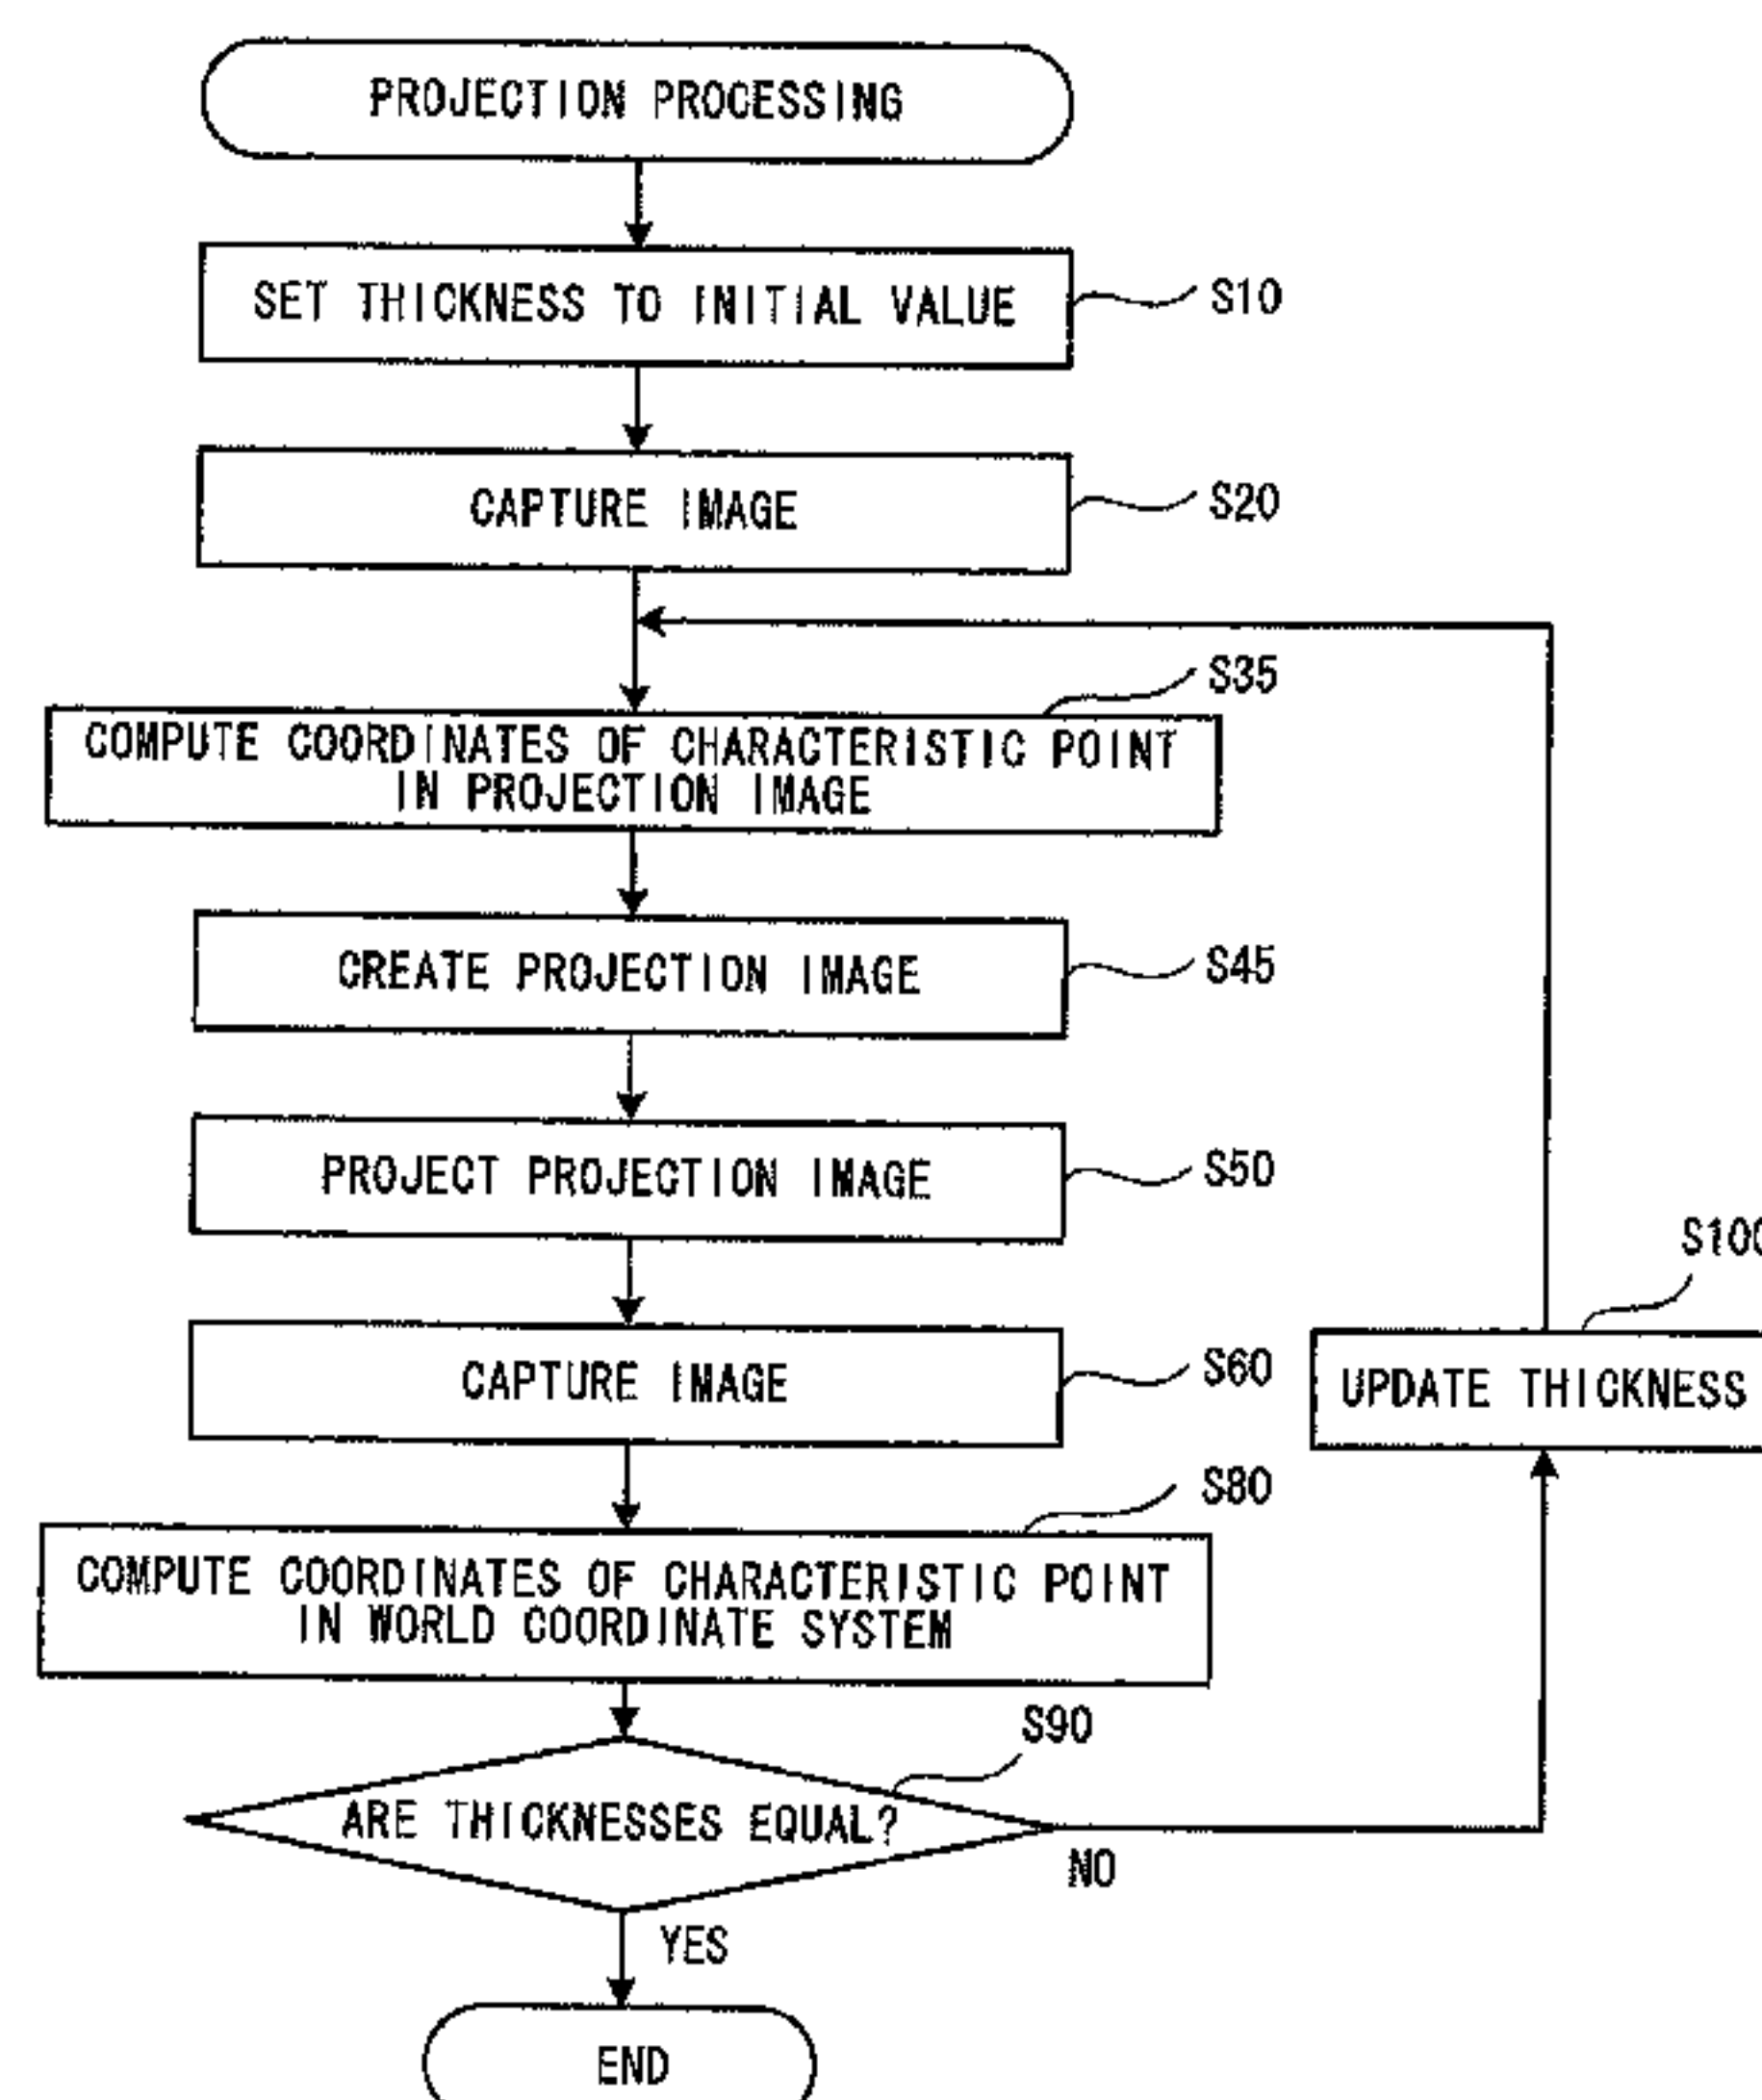 PROJECTION PROCESSING
SET THICKNESS TO INITIAL VALUE
S10
CAPTURE IMAGE
S20
S35
COMPUTE COORDINATES OF CHARACTERISTIC POINT
IN PROJECTION IMAGE
CREATE PROJECTION IMAGE
S45
PROJECT PROJECTION IMAGE
S50
S100
CAPTURE IMAGE
S60
UPDATE THICKNESS
S80
COMPUTE COORDINATES OF CHARACTERISTIC POINT
IN WORLD COORDINATE SYSTEM
S90
ARE THICKNESSES EQUAL?
NO
YES
END